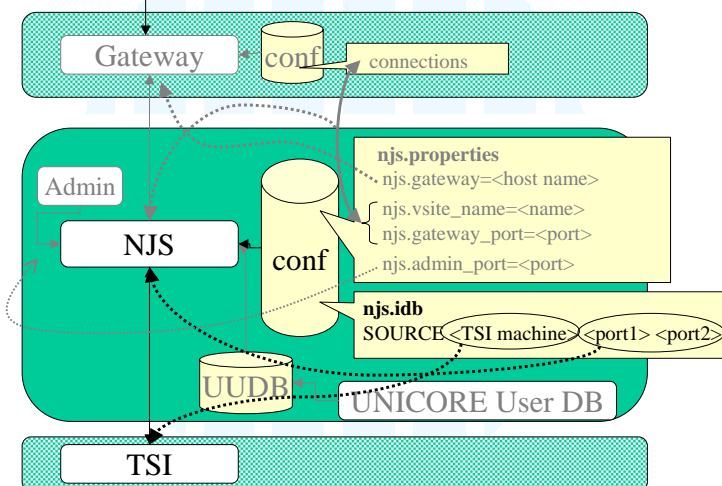 Gateway
conf
connections
njs.properties
njs.gateway=<host name>
njs.vsite_name=<name>
njs.gateway_port=<port>
njs.admin_port=<port>
Admin
NJS
conf
njs.idb
SOURCE <TSI machine> <port1> <port2>
UUDB
UNICORE User DB
TSI